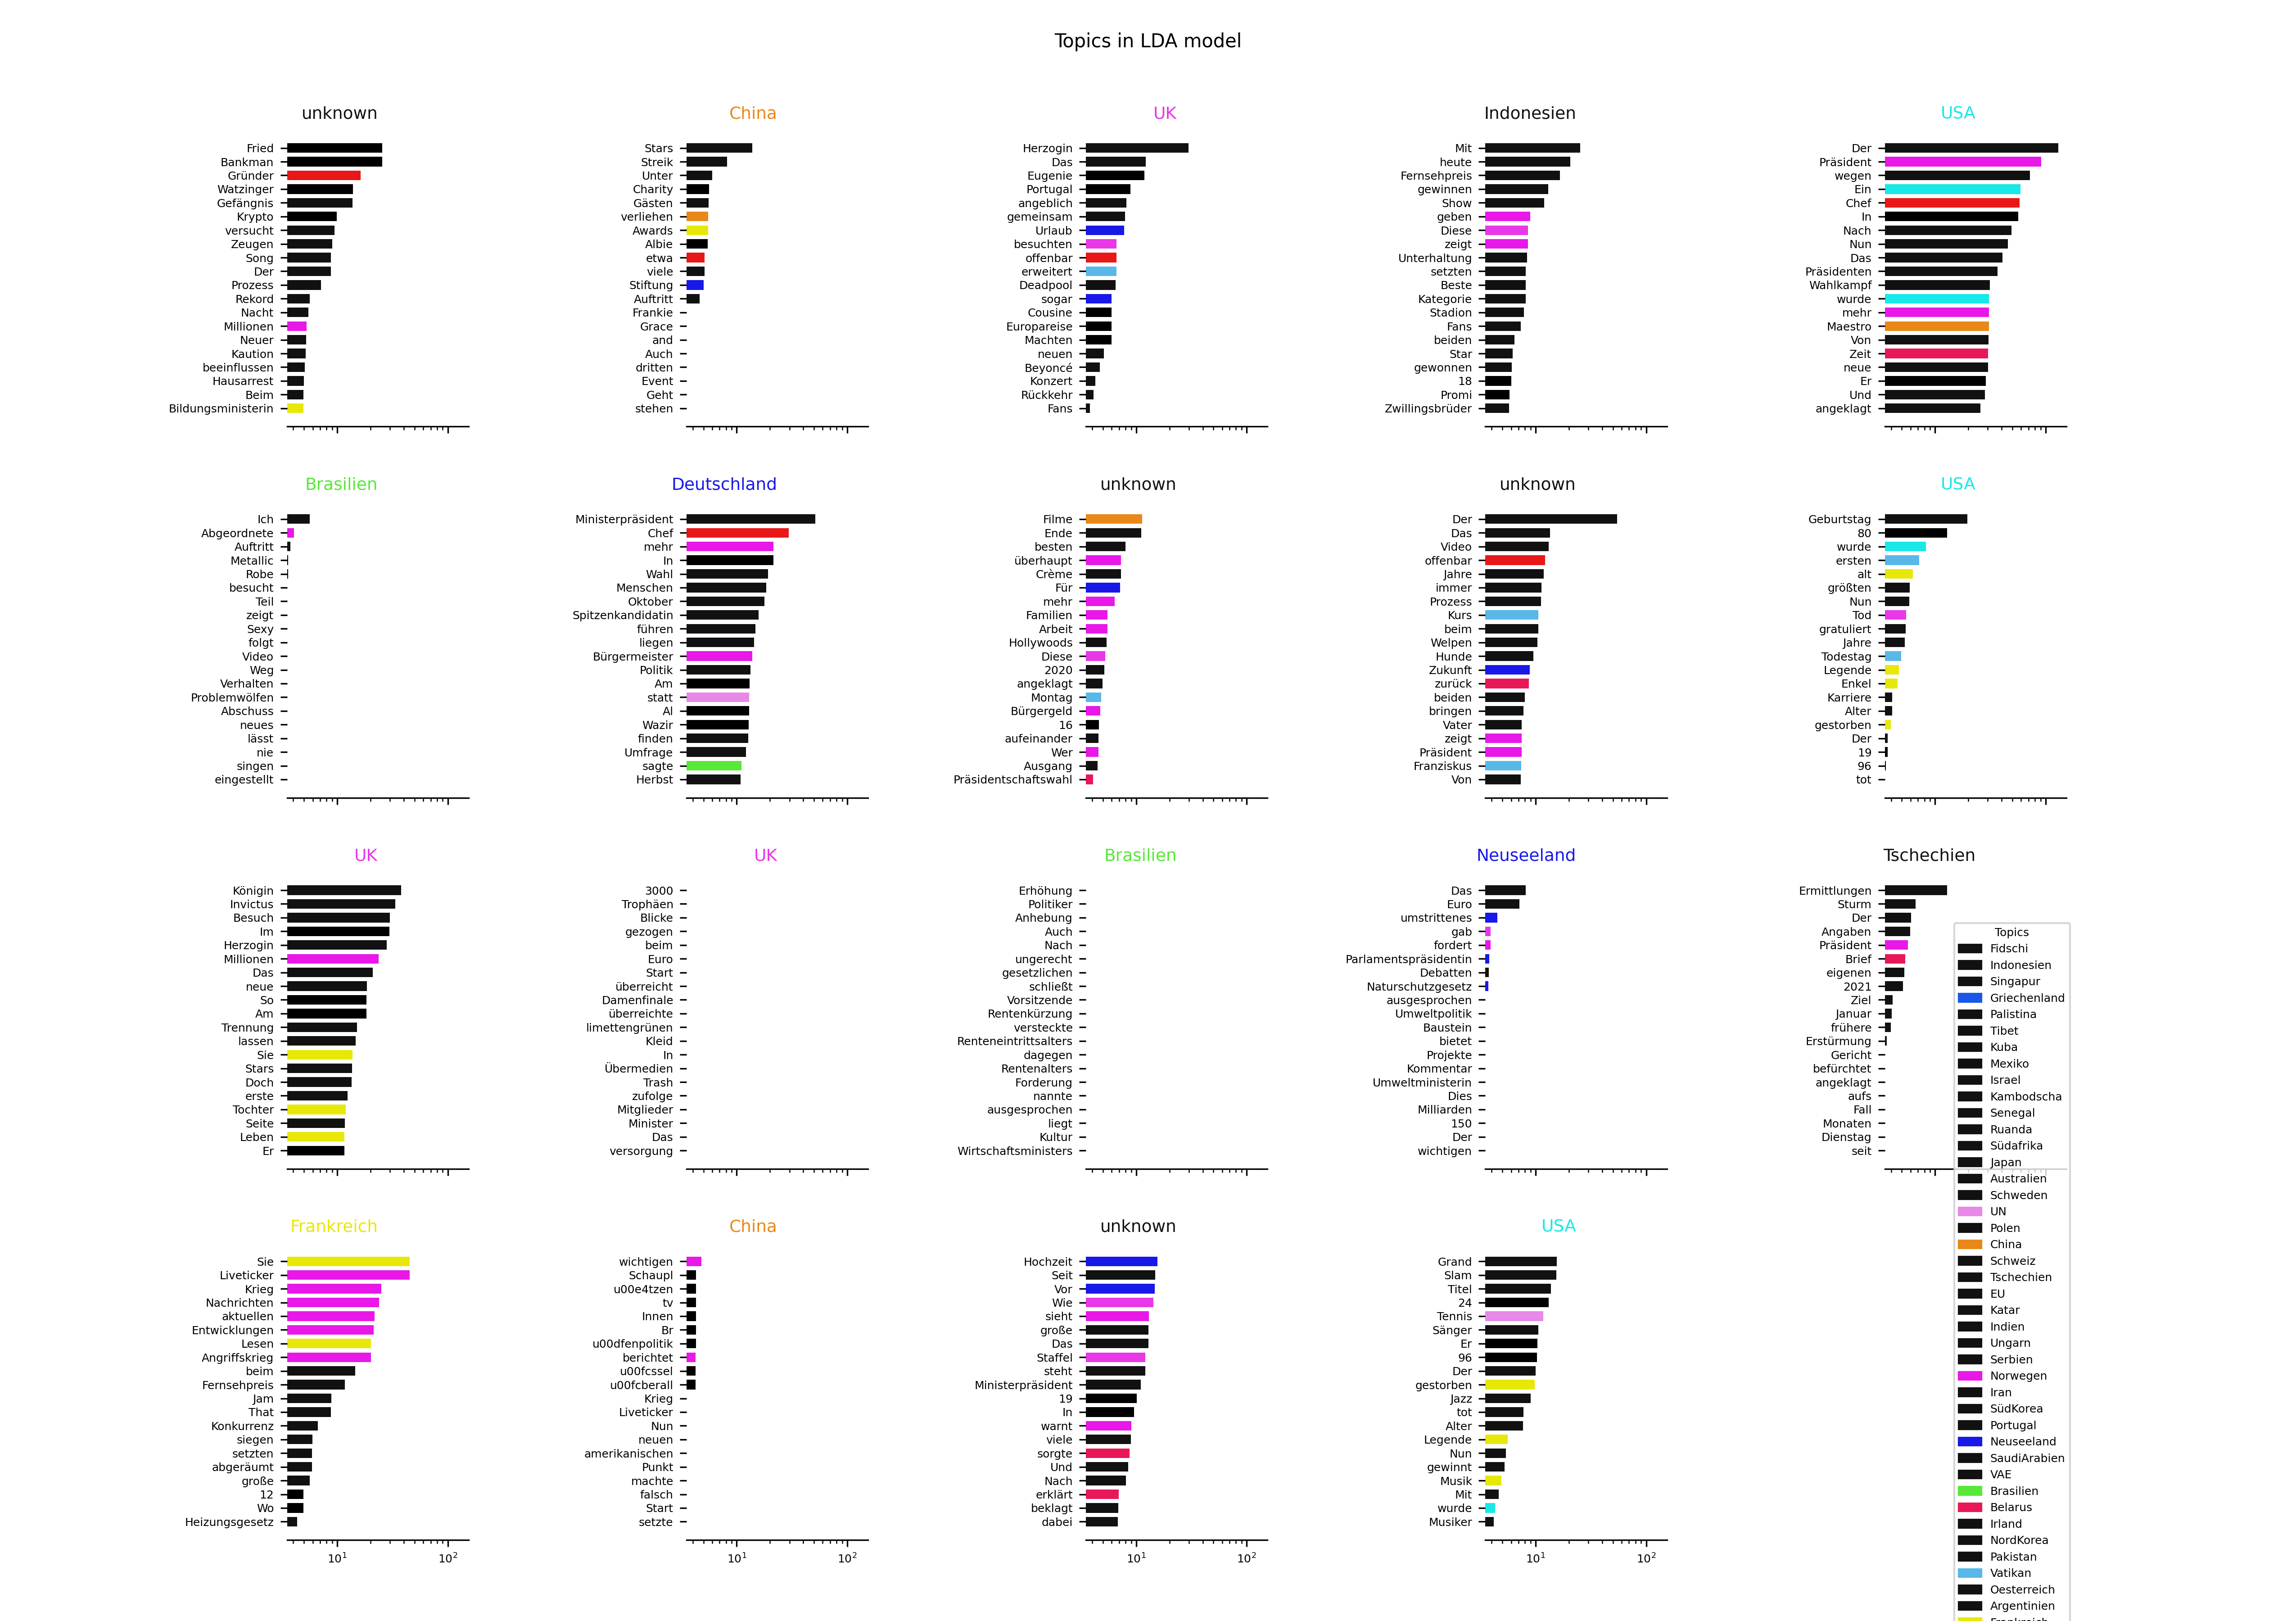 Topics in LDA model
unknown
Fried
Bankman
Gründer
Watzinger
Gefängnis
Krypto
versucht
Zeugen
Song
Der
Prozess
Rekord
Nacht
Millionen
Neuer
Kaution
beeinflussen
Hausarrest
Beim
Bildungsministerin
China
Stars
Streik
Unter
Charity
Gästen
verliehen
Awards
Albie
etwa
viele
Stiftung
Auftritt
Frankie
Grace
and
Auch
dritten
Event
Geht
stehen
UK
Herzogin
Das
Eugenie
Portugal
angeblich
gemeinsam
Urlaub
besuchten
offenbar
erweitert
Deadpool
sogar
Cousine
Europareise
Machten
neuen
Beyoncé
Konzert
Rückkehr
Fans
Indonesien
Mit
heute
Fernsehpreis
gewinnen
Show
geben
Diese
zeigt
Unterhaltung
setzten
Beste
Kategorie
Stadion
Fans
beiden
Star
gewonnen
18
Promi
Zwillingsbrüder
USA
Der
Präsident
wegen
Ein
Chef
In
Nach
Nun
Das
Präsidenten
Wahlkampf
wurde
mehr
Maestro
Von
Zeit
neue
Er
Und
angeklagt
Brasilien
Ich
Abgeordnete
Auftritt
Metallic
Robe
besucht
Teil
zeigt
Sexy
folgt
Video
Weg
Verhalten
Problemwölfen
Abschuss
neues
lässt
nie
singen
eingestellt
Deutschland
Ministerpräsident
Chef
mehr
In
Wahl
Menschen
Oktober
Spitzenkandidatin
führen
liegen
Bürgermeister
Politik
Am
statt
Al
Wazir
finden
Umfrage
sagte
Herbst
unknown
Filme
Ende
besten
überhaupt
Crème
Für
mehr
Familien
Arbeit
Hollywoods
Diese
2020
angeklagt
Montag
Bürgergeld
16
aufeinander
Wer
Ausgang
Präsidentschaftswahl
unknown
Der
Das
Video
offenbar
Jahre
immer
Prozess
Kurs
beim
Welpen
Hunde
Zukunft
zurück
beiden
bringen
Vater
zeigt
Präsident
Franziskus
Von
USA
Geburtstag
80
wurde
ersten
alt
größten
Nun
Tod
gratuliert
Jahre
Todestag
Legende
Enkel
Karriere
Alter
gestorben
Der
19
96
tot
UK
Königin
Invictus
Besuch
Im
Herzogin
Millionen
Das
neue
So
Am
Trennung
lassen
Sie
Stars
Doch
erste
Tochter
Seite
Leben
Er
UK
3000
Trophäen
Blicke
gezogen
beim
Euro
Start
überreicht
Damenfinale
überreichte
limettengrünen
Kleid
In
Übermedien
Trash
zufolge
Mitglieder
Minister
Das
versorgung
Brasilien
Erhöhung
Politiker
Anhebung
Auch
Nach
ungerecht
gesetzlichen
schließt
Vorsitzende
Rentenkürzung
versteckte
Renteneintrittsalters
dagegen
Rentenalters
Forderung
nannte
ausgesprochen
liegt
Kultur
Wirtschaftsministers
Neuseeland
Das
Euro
umstrittenes
gab
fordert
Parlamentspräsidentin
Debatten
Naturschutzgesetz
ausgesprochen
Umweltpolitik
Baustein
bietet
Projekte
Kommentar
Umweltministerin
Dies
Milliarden
150
Der
wichtigen
Tschechien
Ermittlungen
Sturm
Der
Angaben
Präsident
Brief
eigenen
2021
Ziel
Januar
frühere
Erstürmung
Gericht
befürchtet
angeklagt
aufs
Fall
Monaten
Dienstag
seit
Frankreich
Sie
Liveticker
Krieg
Nachrichten
aktuellen
Entwicklungen
Lesen
Angriffskrieg
beim
Fernsehpreis
Jam
That
Konkurrenz
siegen
setzten
abgeräumt
große
12
Wo
Heizungsgesetz
10¹ 10²
China
wichtigen
Schaupl
u00e4tzen
tv
Innen
Br
u00dfenpolitik
berichtet
u00fcssel
u00fcberall
Krieg
Liveticker
Nun
neuen
amerikanischen
Punkt
machte
falsch
Start
setzte
10¹ 10²
unknown
Hochzeit
Seit
Vor
Wie
sieht
große
Das
Staffel
steht
Ministerpräsident
19
In
warnt
viele
sorgte
Und
Nach
erklärt
beklagt
dabei
10¹ 10²
USA
Grand
Slam
Titel
24
Tennis
Sänger
Er
96
Der
gestorben
Jazz
tot
Alter
Legende
Nun
gewinnt
Musik
Mit
wurde
Musiker
10¹ 10²
Topics
Fidschi
Indonesien
Singapur
Griechenland
Palistina
Tibet
Kuba
Mexiko
Israel
Kambodscha
Senegal
Ruanda
Südafrika
Japan
Australien
Schweden
UN
Polen
China
Schweiz
Tschechien
EU
Katar
Indien
Ungarn
Serbien
Norwegen
Iran
SüdKorea
Portugal
Neuseeland
SaudiArabien
VAE
Brasilien
Belarus
Irland
NordKorea
Pakistan
Vatikan
Oesterreich
Argentinien